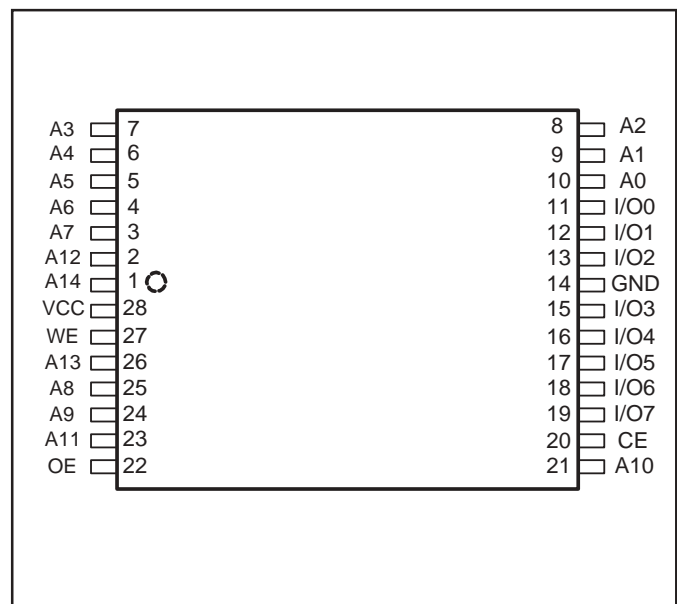 A3 7 8 A2
A4 6 9 A1
A5 5 10 A0
A6 4 11 I/O0
A7 3 12 I/O1
A12 2 13 I/O2
A14 1 14 GND
VCC 28 15 I/O3
WE 27 16 I/O4
A13 26 17 I/O5
A8 25 18 I/O6
A9 24 19 I/O7
A11 23 20 CE
OE 22 21 A10